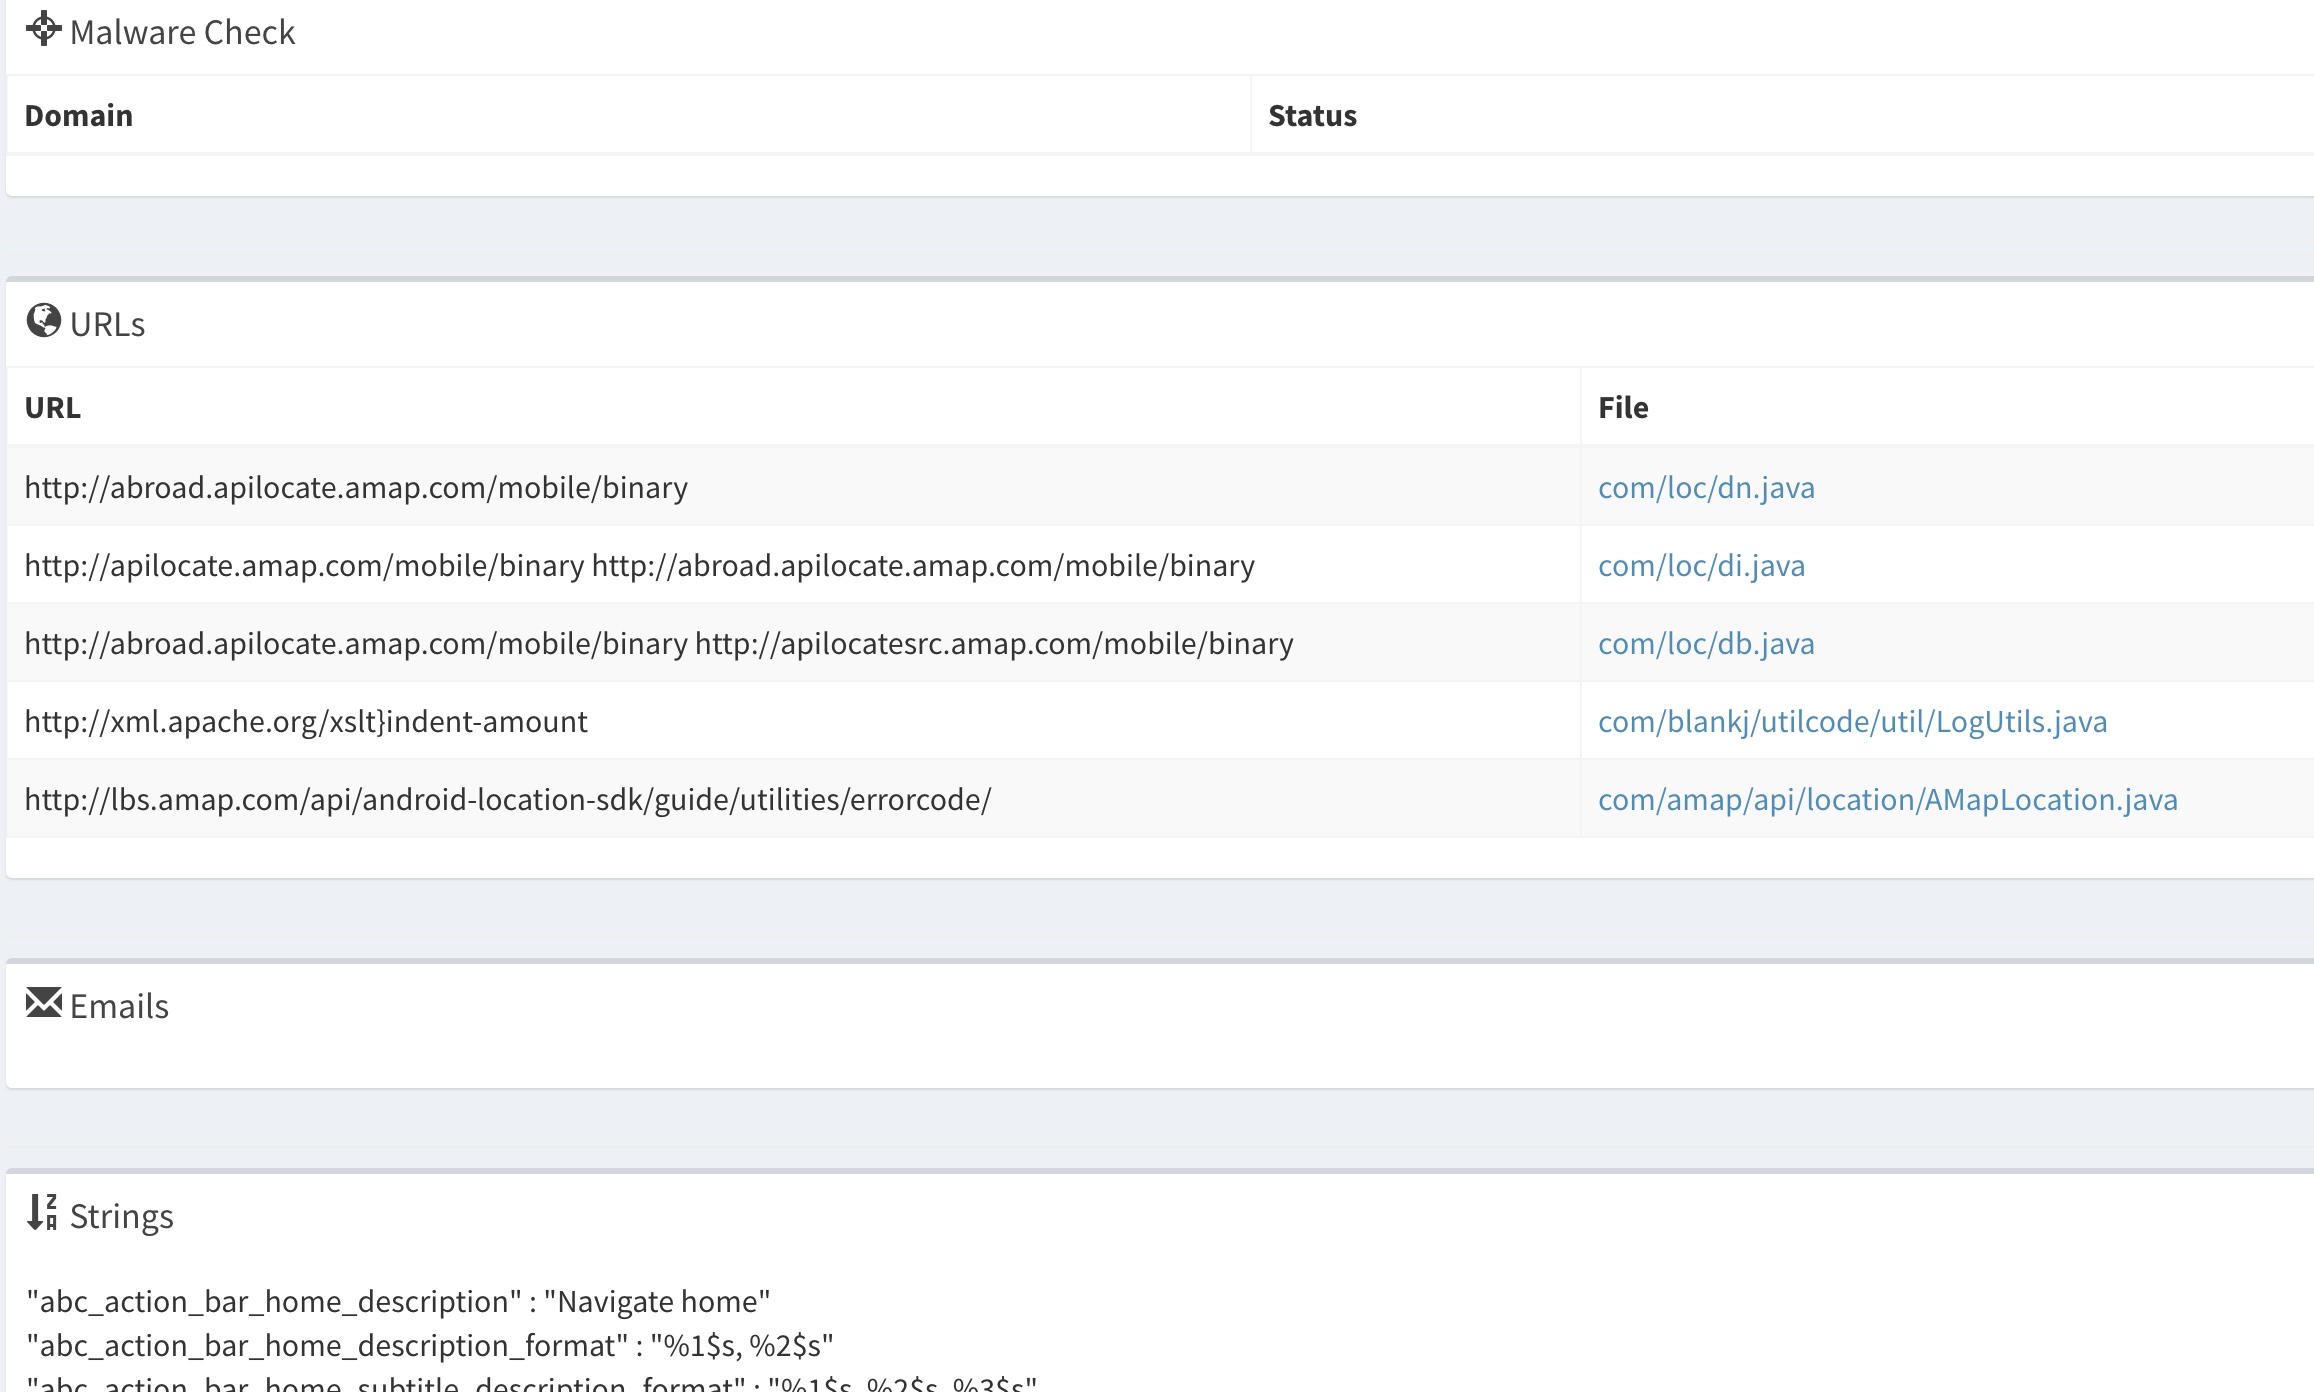 Malware Check
Domain Status
URLs
URL File
http://abroad.apilocate.amap.com/mobile/binary com/loc/dn.java
http://apilocate.amap.com/mobile/binary http://abroad.apilocate.amap.com/mobile/binary com/loc/di.java
http://abroad.apilocate.amap.com/mobile/binary http://apilocatesrc.amap.com/mobile/binary com/loc/db.java
http://xml.apache.org/xslt}indent-amount com/blankj/utilcode/util/LogUtils.java
http://lbs.amap.com/api/android-location-sdk/guide/utilities/errorcode/ com/amap/api/location/AMapLocation.java
Emails
Strings
"abc_action_bar_home_description" : "Navigate home"
"abc_action_bar_home_description_format" : "%1$s, %2$s"
"abc_action_bar_home_subtitle_description_format" : "%1$s, %2$s, %3$s"